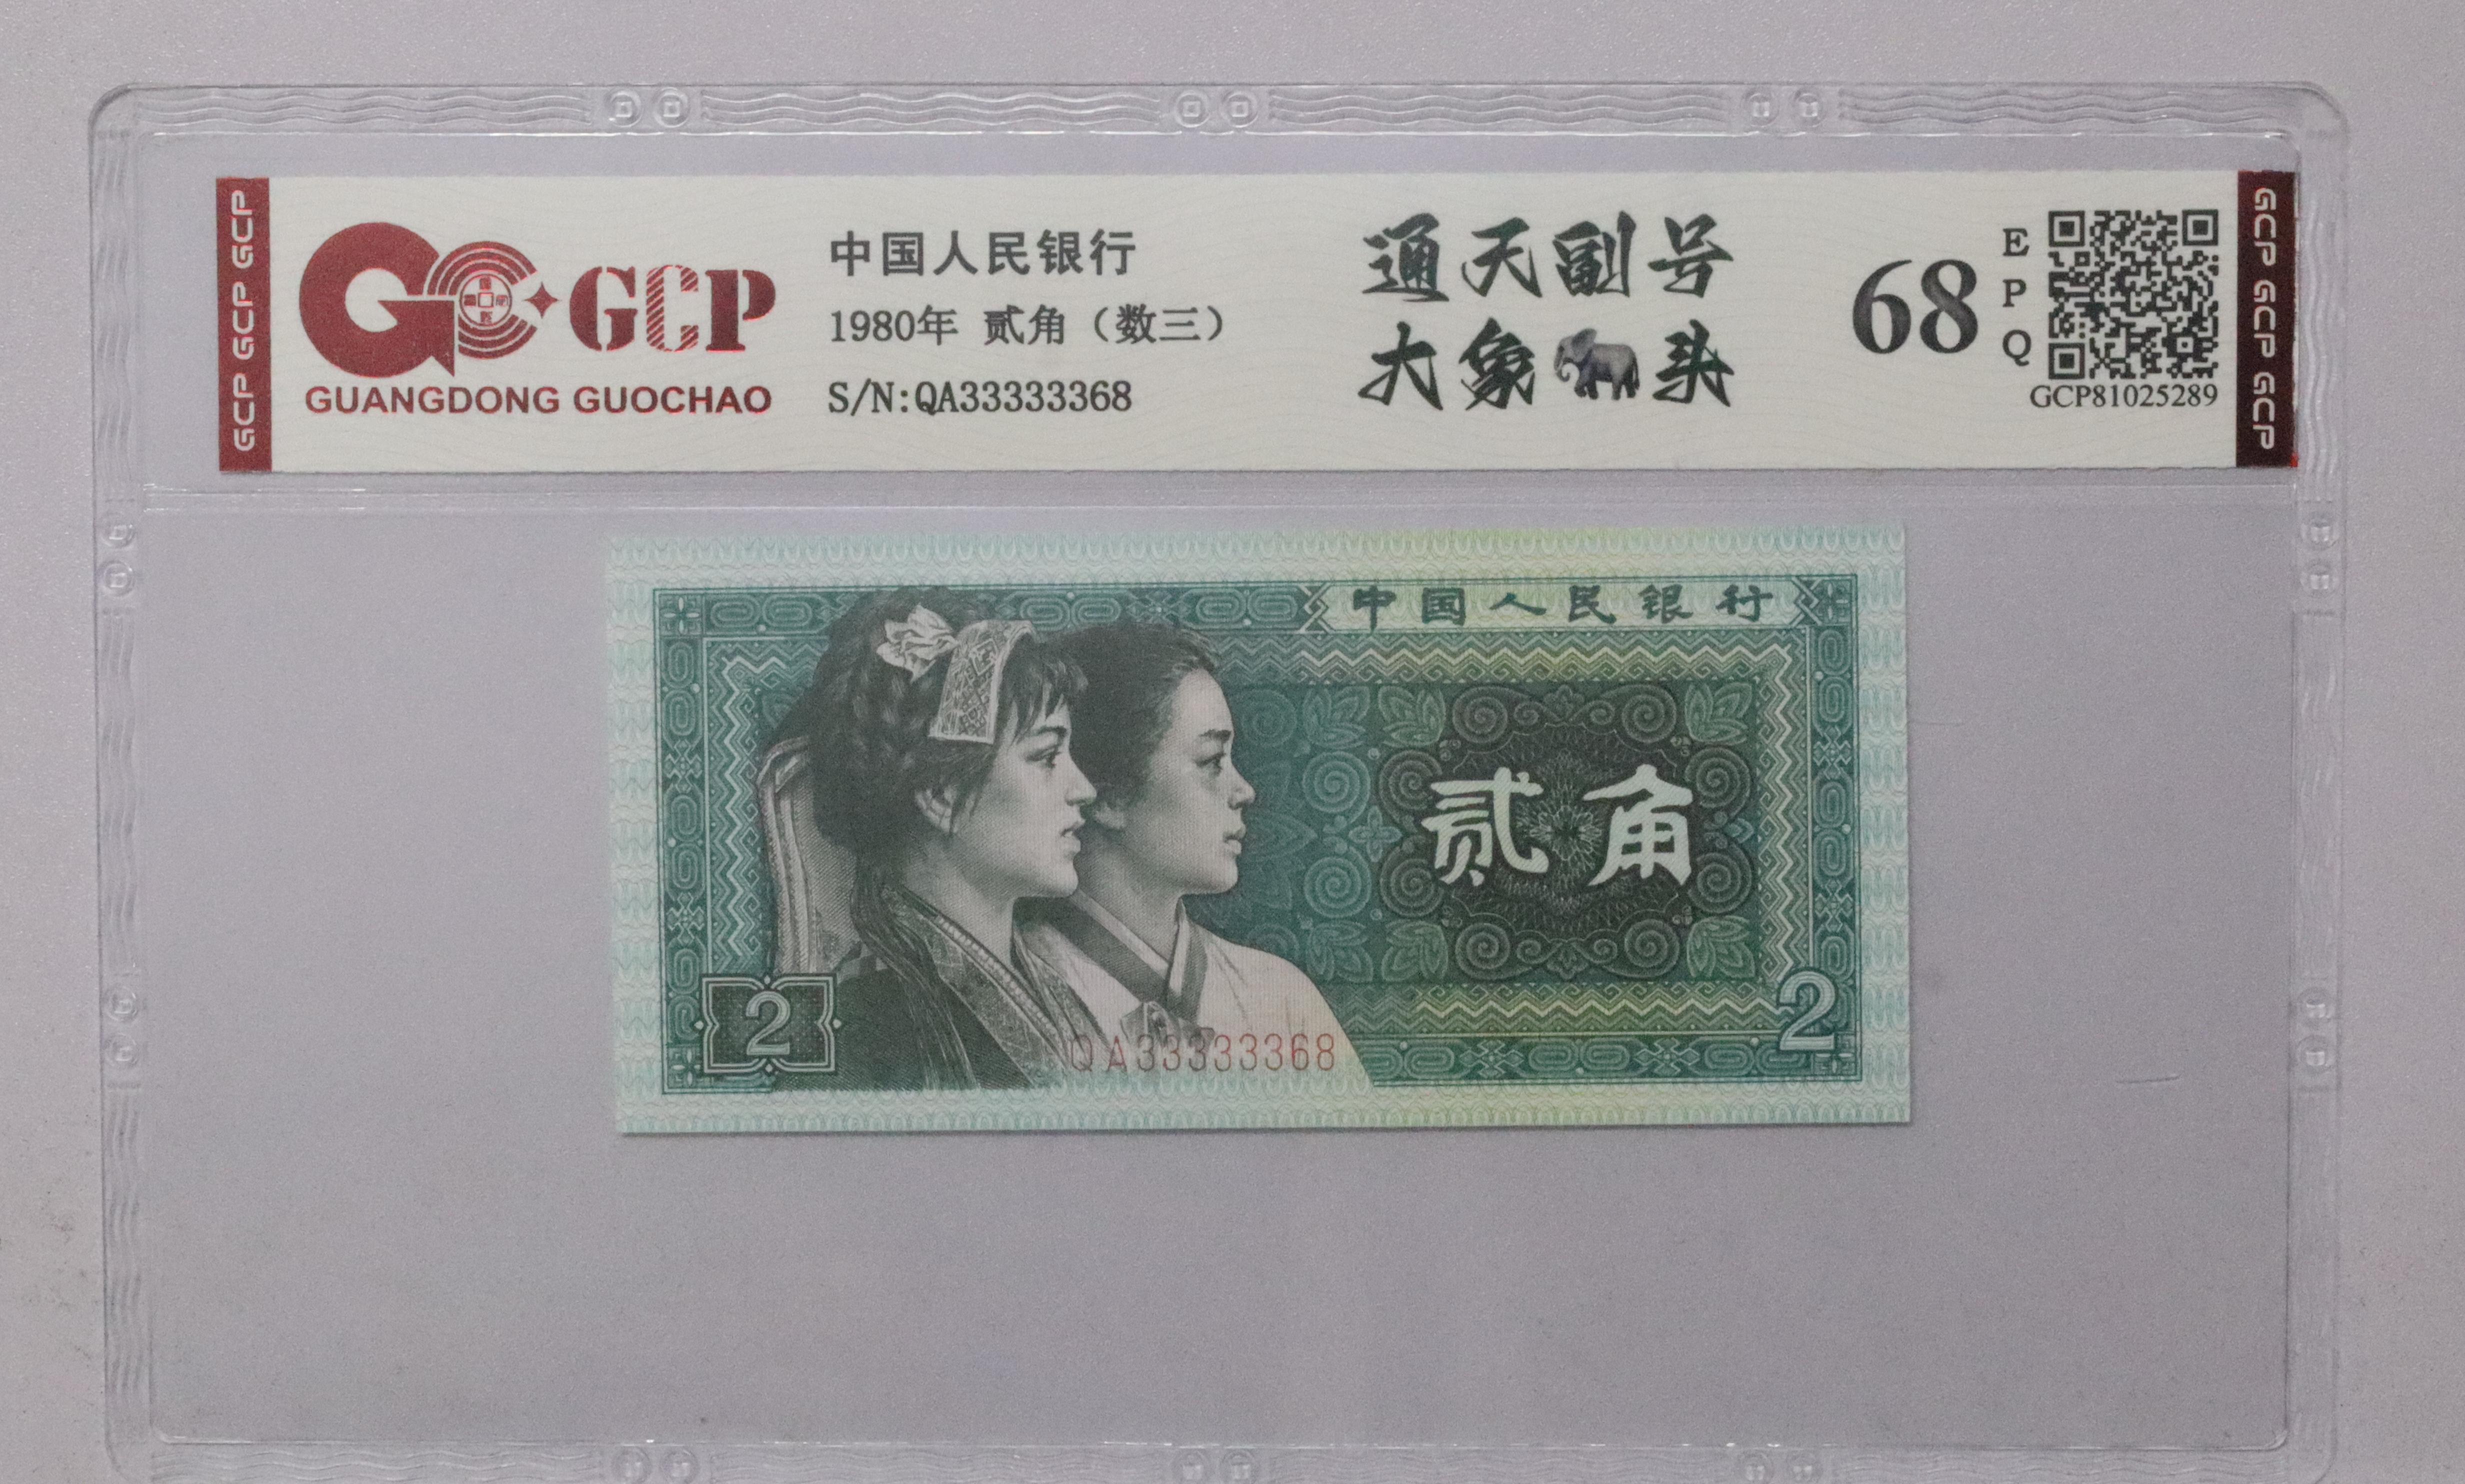 GCP GCP GCP
GCP
GUANGDONG GUOCHAO
中国人民银行
1980年 贰角（数三）
S/N:QA33333368
通天副号
大象头
68
EPQ
GCP81025289
GCP GCP GCP
中国人民银行
贰角
2
QA33333368
2